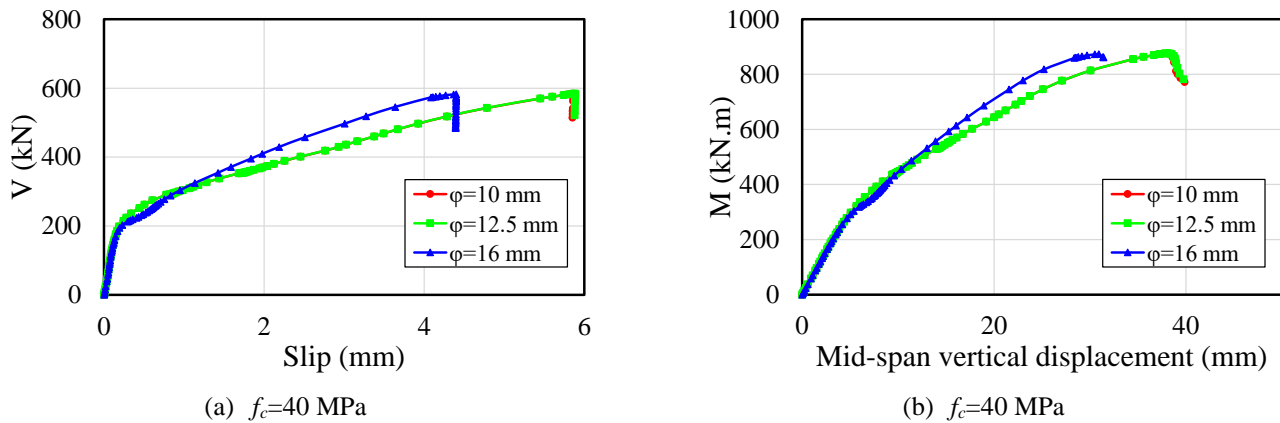 800
600
400
200
0
V (kN)
φ=10 mm
φ=12.5 mm
φ=16 mm
0 2 4 6
Slip (mm)
(a) fc=40 MPa
1000
800
600
400
200
0
M (kN.m)
φ=10 mm
φ=12.5 mm
φ=16 mm
0 20 40
Mid-span vertical displacement (mm)
(b) fc=40 MPa